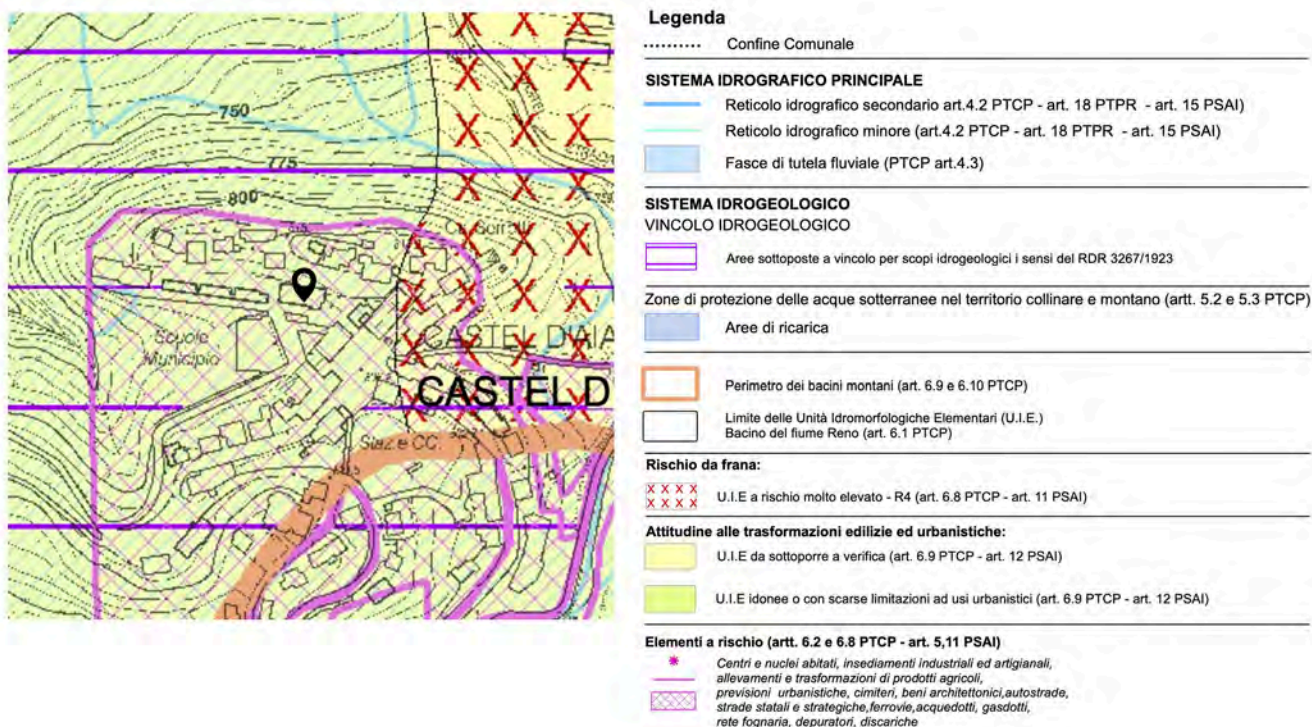 750
775
800
Scuole
Municipio
CASTEL D'AIA
CASTEL D
Staz.e CC.
Legenda
Confine Comunale
SISTEMA IDROGRAFICO PRINCIPALE
Reticolo idrografico secondario art.4.2 PTCP - art. 18 PTPR - art. 15 PSAI)
Reticolo idrografico minore (art.4.2 PTCP - art. 18 PTPR - art. 15 PSAI)
Fasce di tutela fluviale (PTCP art.4.3)
SISTEMA IDROGEOLOGICO
VINCOLO IDROGEOLOGICO
Aree sottoposte a vincolo per scopi idrogeologici i sensi del RDR 3267/1923
Zone di protezione delle acque sotterranee nel territorio collinare e montano (artt. 5.2 e 5.3 PTCP)
Aree di ricarica
Perimetro dei bacini montani (art. 6.9 e 6.10 PTCP)
Limite delle Unità Idromorfologiche Elementari (U.I.E.)
Bacino del fiume Reno (art. 6.1 PTCP)
Rischio da frana:
U.I.E a rischio molto elevato - R4 (art. 6.8 PTCP - art. 11 PSAI)
Attitudine alle trasformazioni edilizie ed urbanistiche:
U.I.E da sottoporre a verifica (art. 6.9 PTCP - art. 12 PSAI)
U.I.E idonee o con scarse limitazioni ad usi urbanistici (art. 6.9 PTCP - art. 12 PSAI)
Elementi a rischio (artt. 6.2 e 6.8 PTCP - art. 5,11 PSAI)
Centri e nuclei abitati, insediamenti industriali ed artigianali,
allevamenti e trasformazioni di prodotti agricoli,
previsioni urbanistiche, cimiteri, beni architettonici,autostrade,
strade statali e strategiche,ferrovie,acquedotti, gasdotti,
rete fognaria, depuratori, discariche